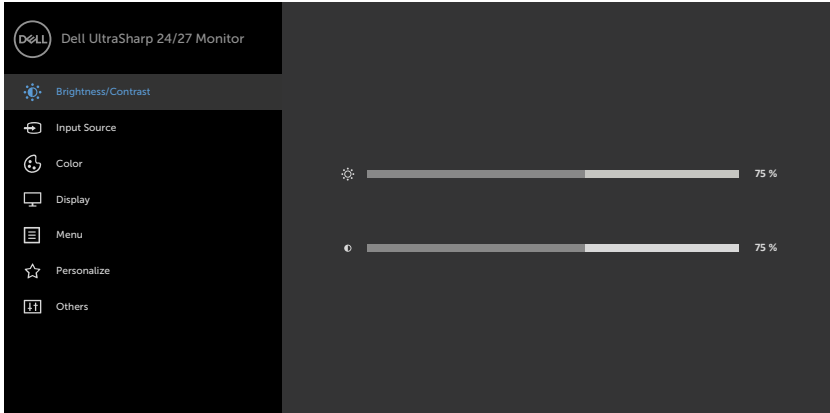 DELL
Dell UltraSharp 24/27 Monitor
Brightness/Contrast
Input Source
Color
Display
Menu
Personalize
Others
75 %
75 %